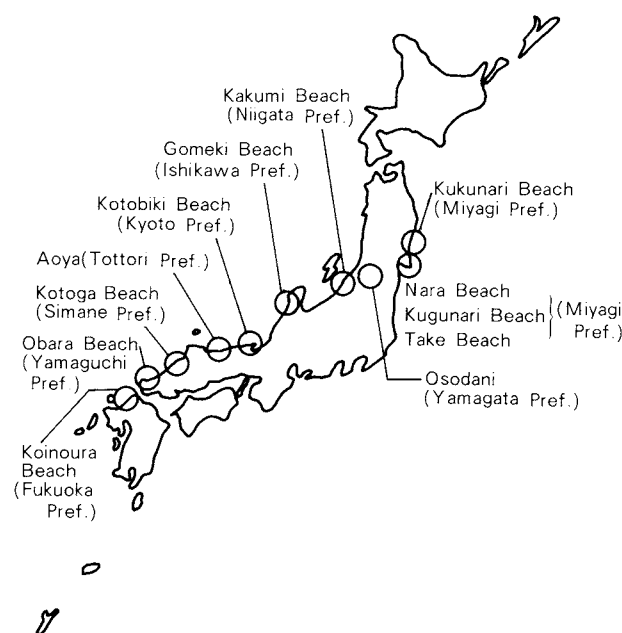 Kakumi Beach
(Niigata Pref.)
Gomeki Beach
(Ishikawa Pref.)
Kotobiki Beach
(Kyoto Pref.)
Aoya(Tottori Pref.)
Kotoga Beach
(Simane Pref.)
Obara Beach
(Yamaguchi
Pref.)
Koinoura
Beach
(Fukuoka
Pref.)
Kukunari Beach
(Miyagi Pref.)
Nara Beach
Kugunari Beach
Take Beach
(Miyagi
Pref.)
Osodani
(Yamagata Pref.)